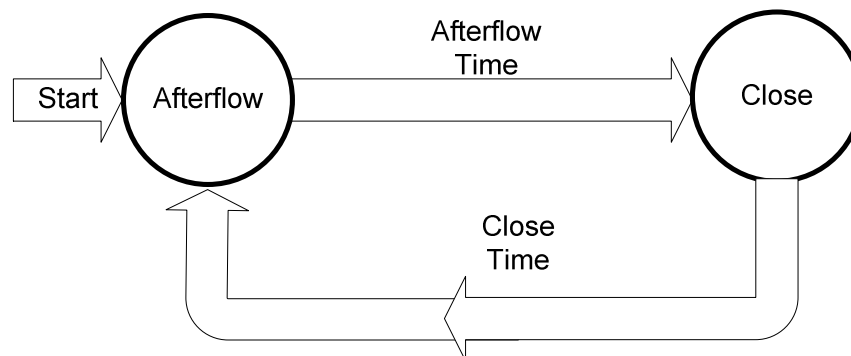 Start
Afterflow
Afterflow
Time
Close
Close
Time